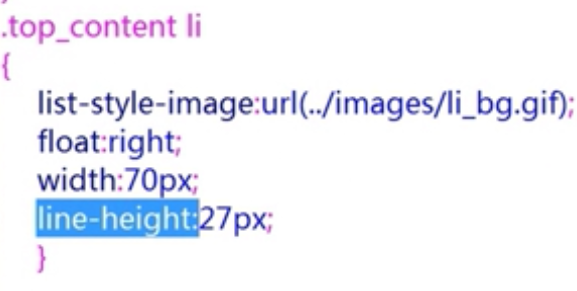 .top_content li
{
list-style-image:url(../images/li_bg.gif);
float:right;
width:70px;
line-height:27px;
}